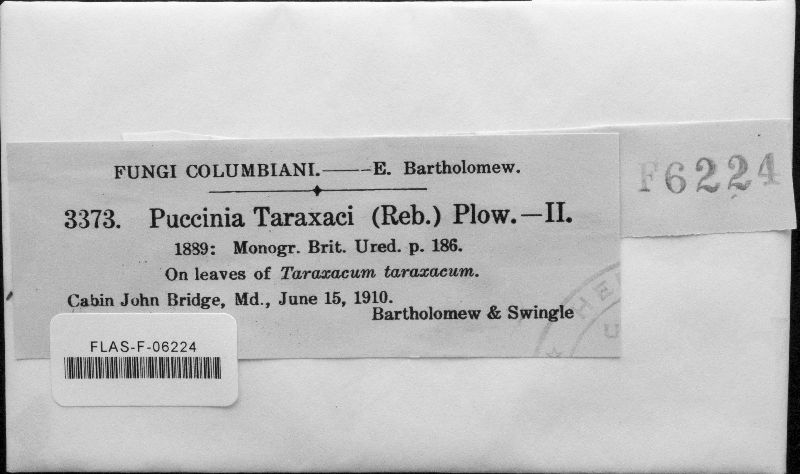 FUNGI COLUMBIANI.——E. Bartholomew.
F6224
3373. Puccinia Taraxaci (Reb.) Plow.—II.
1889: Monogr. Brit. Ured. p. 186.
On leaves of Taraxacum taraxacum.
Cabin John Bridge, Md., June 15, 1910.
Bartholomew & Swingle
FLAS-F-06224